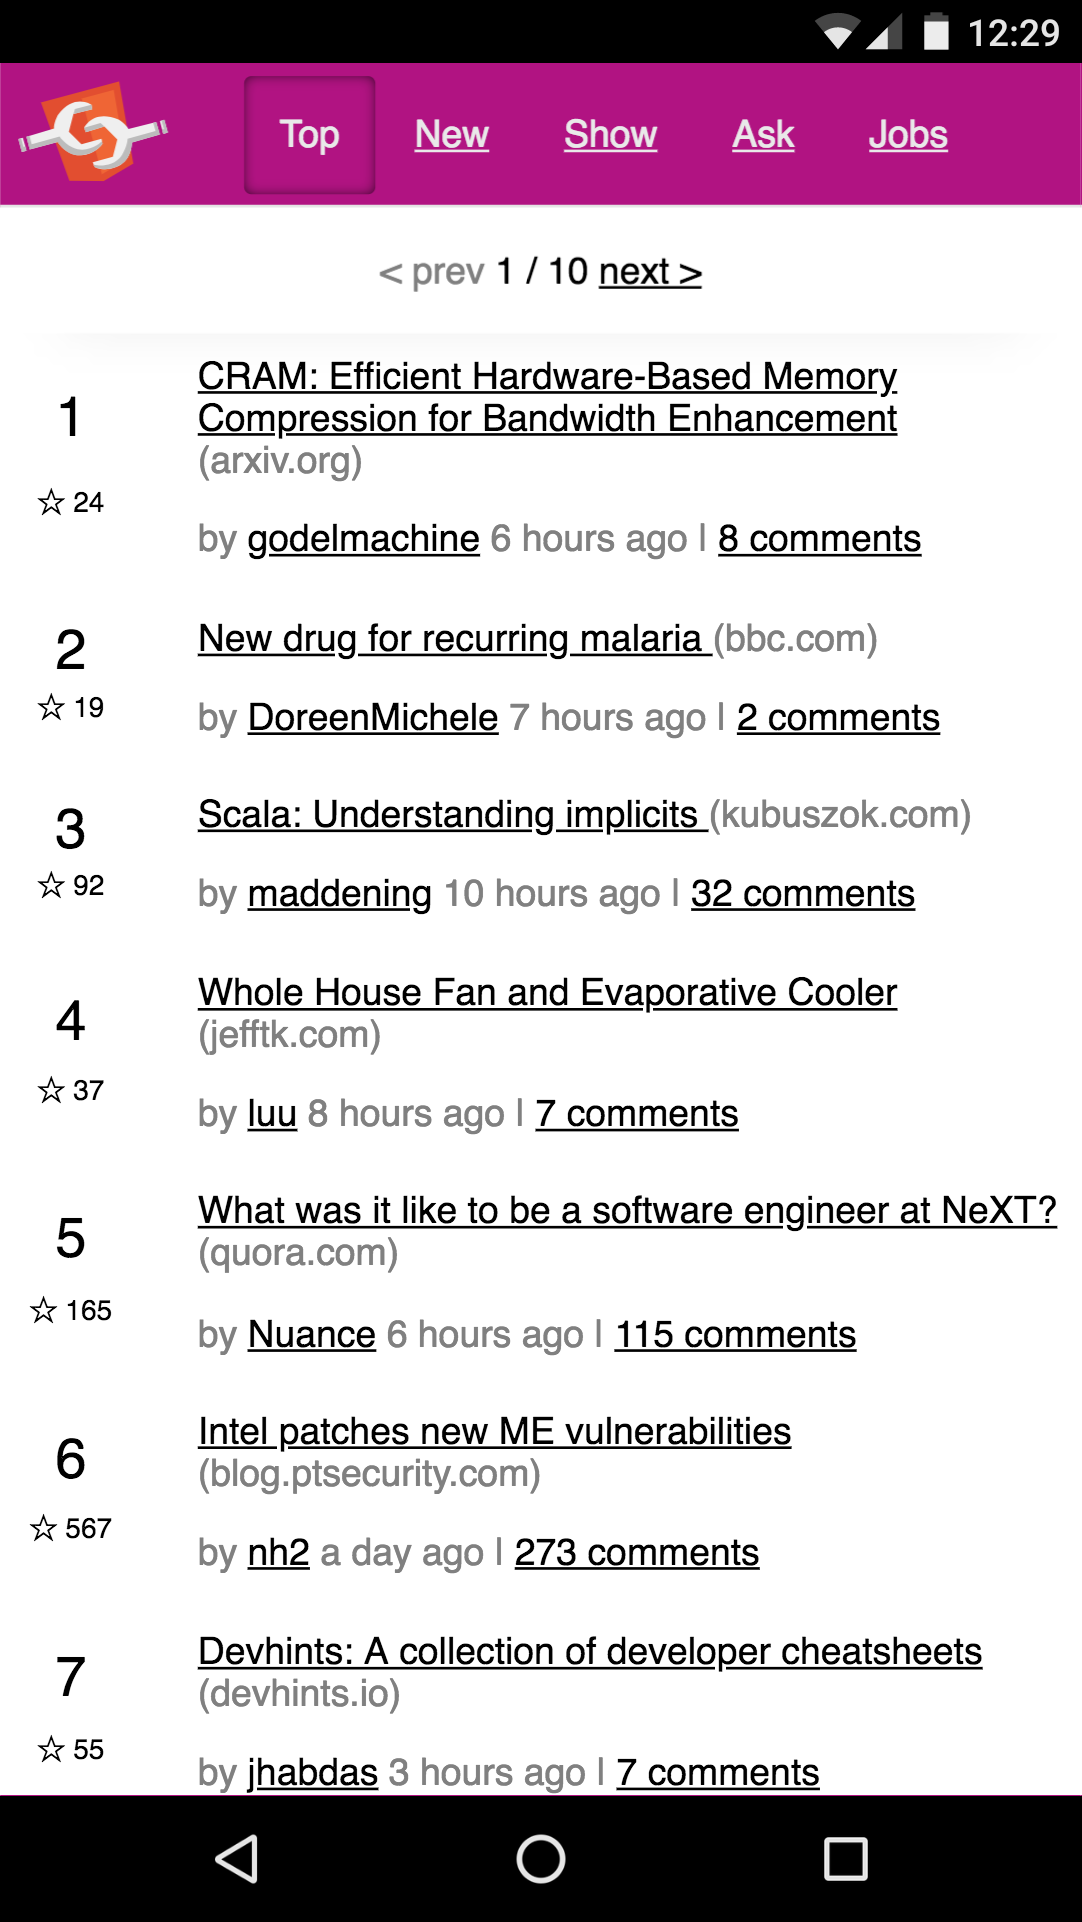 12:29
Top New Show Ask Jobs
< prev 1 / 10 next >
1
CRAM: Efficient Hardware-Based Memory
Compression for Bandwidth Enhancement
(arxiv.org)
☆ 24
by godelmachine 6 hours ago | 8 comments
2
New drug for recurring malaria (bbc.com)
☆ 19
by DoreenMichele 7 hours ago | 2 comments
3
Scala: Understanding implicits (kubuszok.com)
☆ 92
by maddening 10 hours ago | 32 comments
4
Whole House Fan and Evaporative Cooler
(jefftk.com)
☆ 37
by luu 8 hours ago | 7 comments
5
What was it like to be a software engineer at NeXT?
(quora.com)
☆ 165
by Nuance 6 hours ago | 115 comments
6
Intel patches new ME vulnerabilities
(blog.ptsecurity.com)
☆ 567
by nh2 a day ago | 273 comments
7
Devhints: A collection of developer cheatsheets
(devhints.io)
☆ 55
by jhabdas 3 hours ago | 7 comments